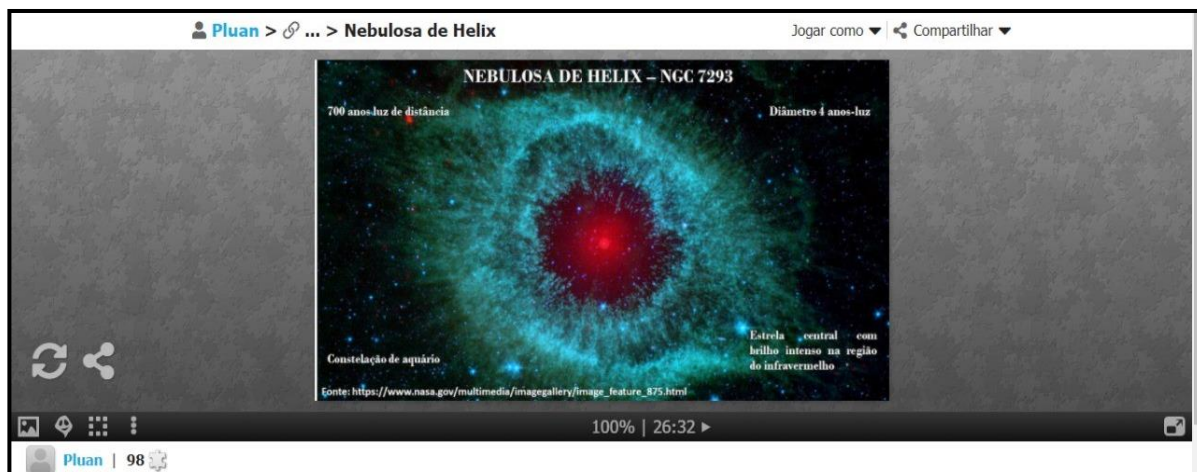 Pluan > ... > Nebulosa de Helix
Jogar como
Compartilhar
NEBULOSA DE HELIX – NGC 7293
700 anos-luz de distância
Diâmetro 4 anos-luz
Estrela central com
brilho intenso na região
do infravermelho
Constelação de aquário
Fonte: https://www.nasa.gov/multimedia/imagegallery/image_feature_875.html
100% | 26:32
Pluan | 98